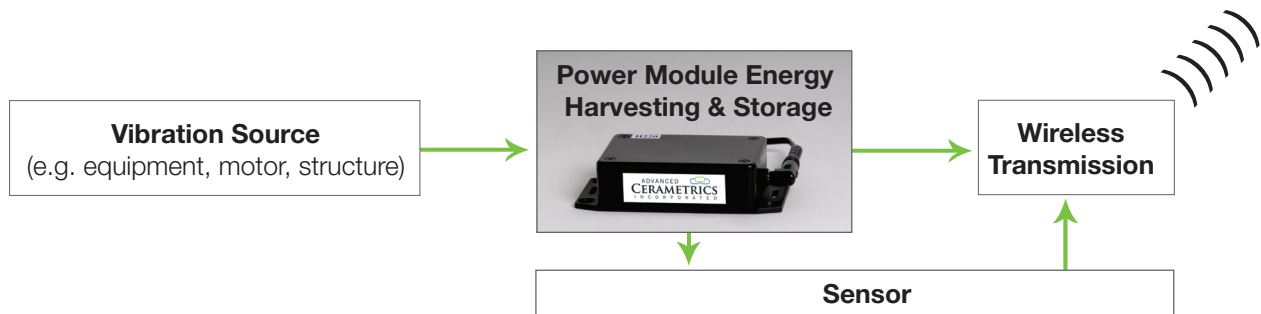 Power Module Energy
Harvesting & Storage
Vibration Source
(e.g. equipment, motor, structure)
ADVANCED
CERAMETRICS
INCORPORATED
Wireless
Transmission
Sensor